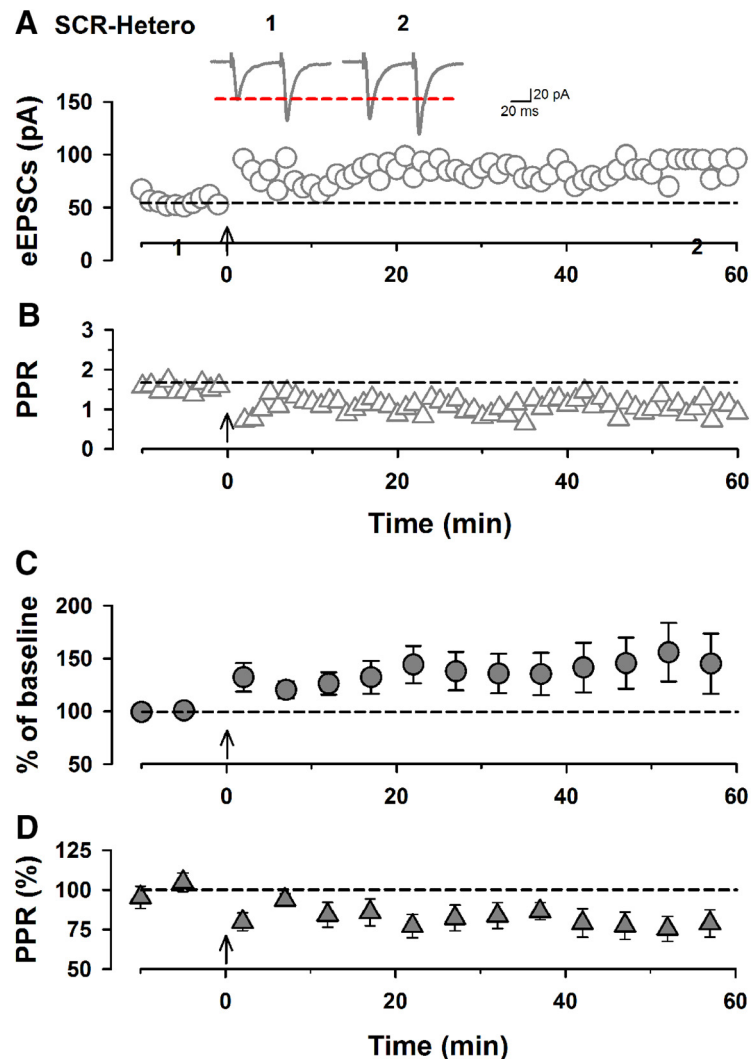 A SCR-Hetero 1 2
20 pA
20 ms
eEPSCs (pA)
150
100
50
0
1 2
0 20 40 60
B
PPR
3
2
1
0
0 20 40 60
Time (min)
C
% of baseline
200
150
100
50
0 20 40 60
D
PPR (%)
125
100
75
50
0 20 40 60
Time (min)